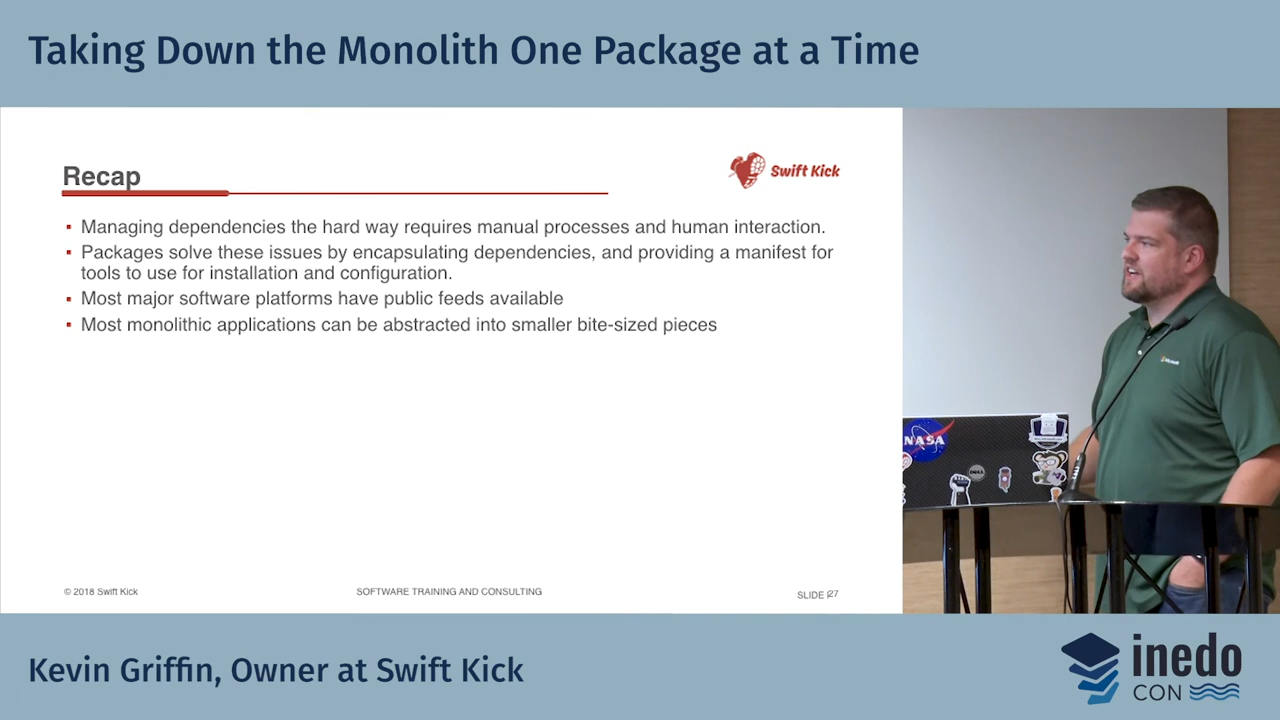 Taking Down the Monolith One Package at a Time
Recap
Swift Kick
▪ Managing dependencies the hard way requires manual processes and human interaction.
▪ Packages solve these issues by encapsulating dependencies, and providing a manifest for
tools to use for installation and configuration.
▪ Most major software platforms have public feeds available
▪ Most monolithic applications can be abstracted into smaller bite-sized pieces
© 2018 Swift Kick
SOFTWARE TRAINING AND CONSULTING
SLIDE 27
Microsoft
NASA
Kevin Griffin, Owner at Swift Kick
inedo
CON